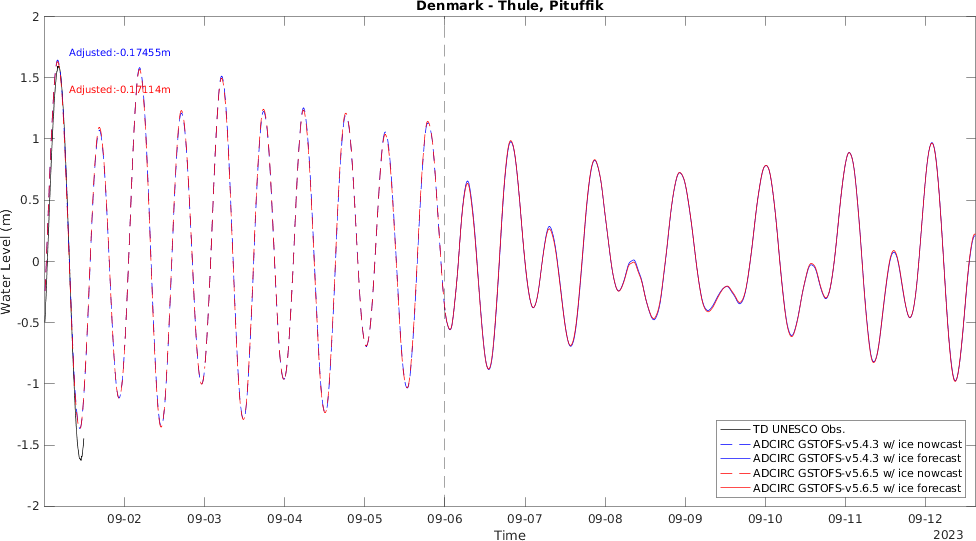 Denmark - Thule, Pituffik
2
1.5
1
0.5
0
-0.5
-1
-1.5
-2
Water Level (m)
Adjusted:-0.17455m
Adjusted:-0.17114m
TD UNESCO Obs.
ADCIRC GSTOFS-v5.4.3 w/ ice nowcast
ADCIRC GSTOFS-v5.4.3 w/ ice forecast
ADCIRC GSTOFS-v5.6.5 w/ ice nowcast
ADCIRC GSTOFS-v5.6.5 w/ ice forecast
09-02 09-03 09-04 09-05 09-06 09-07 09-08 09-09 09-10 09-11 09-12
Time
2023